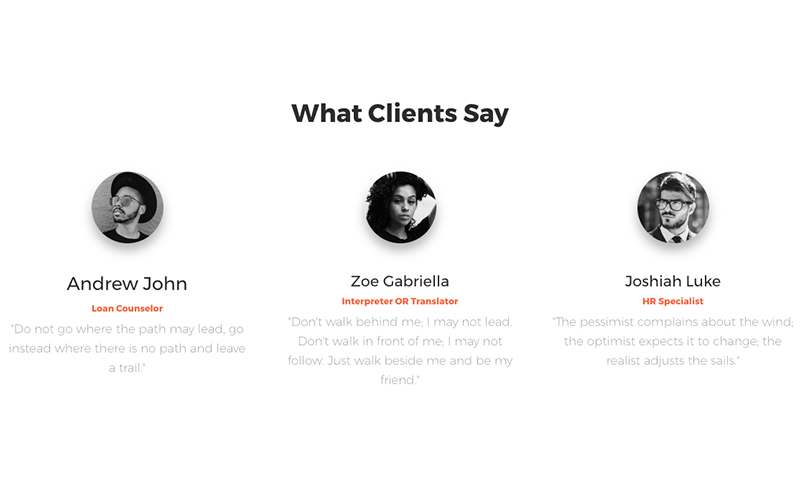 What Clients Say
Andrew John
Loan Counselor
"Do not go where the path may lead, go
instead where there is no path and leave
a trail."
Zoe Gabriella
Interpreter OR Translator
"Don't walk behind me; I may not lead.
Don't walk in front of me; I may not
follow. Just walk beside me and be my
friend."
Joshiah Luke
HR Specialist
"The pessimist complains about the wind;
the optimist expects it to change; the
realist adjusts the sails."